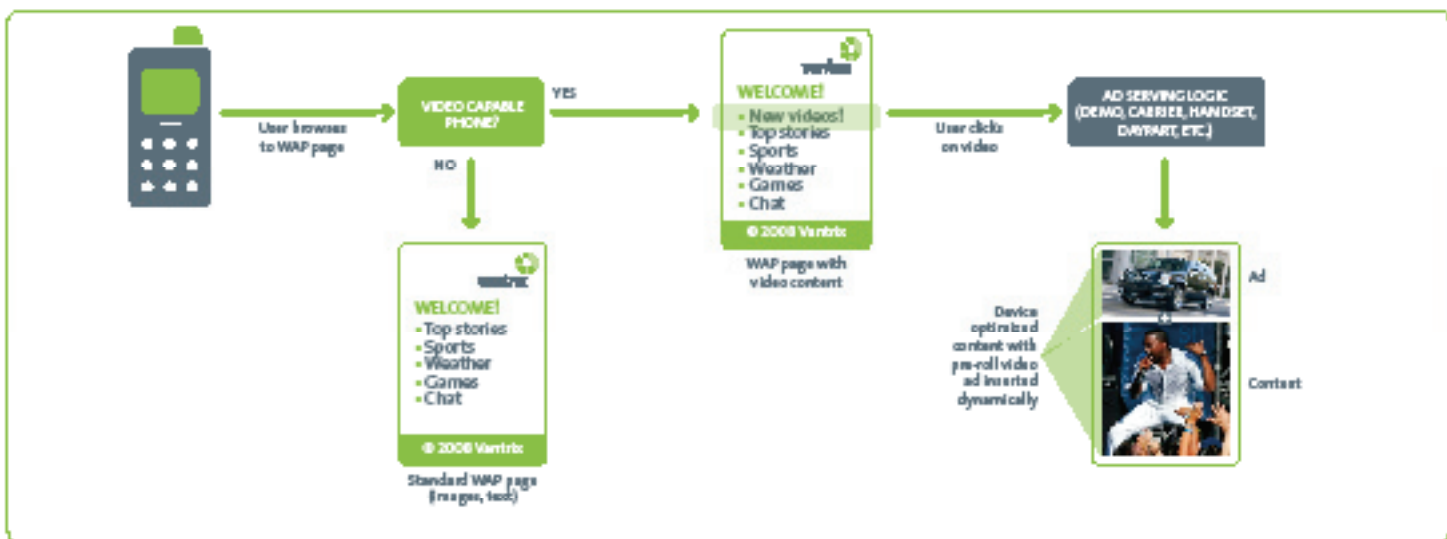 User browses
to WAP page
VIDEO CAPABLE
PHONE?
YES
NO
WELCOME!
• New videos!
• Top stories
• Sports
• Weather
• Games
• Chat
© 2008 Vantrix
WAP page with
video content
User clicks
on video
AD SERVING LOGIC
(DEMO, CARRIER, HANDSET,
DAYPART, ETC.)
vantrix
WELCOME!
• Top stories
• Sports
• Weather
• Games
• Chat
© 2008 Vantrix
Standard WAP page
(images, text)
Device
optimized
content with
pre-roll video
ad inserted
dynamically
Ad
Content